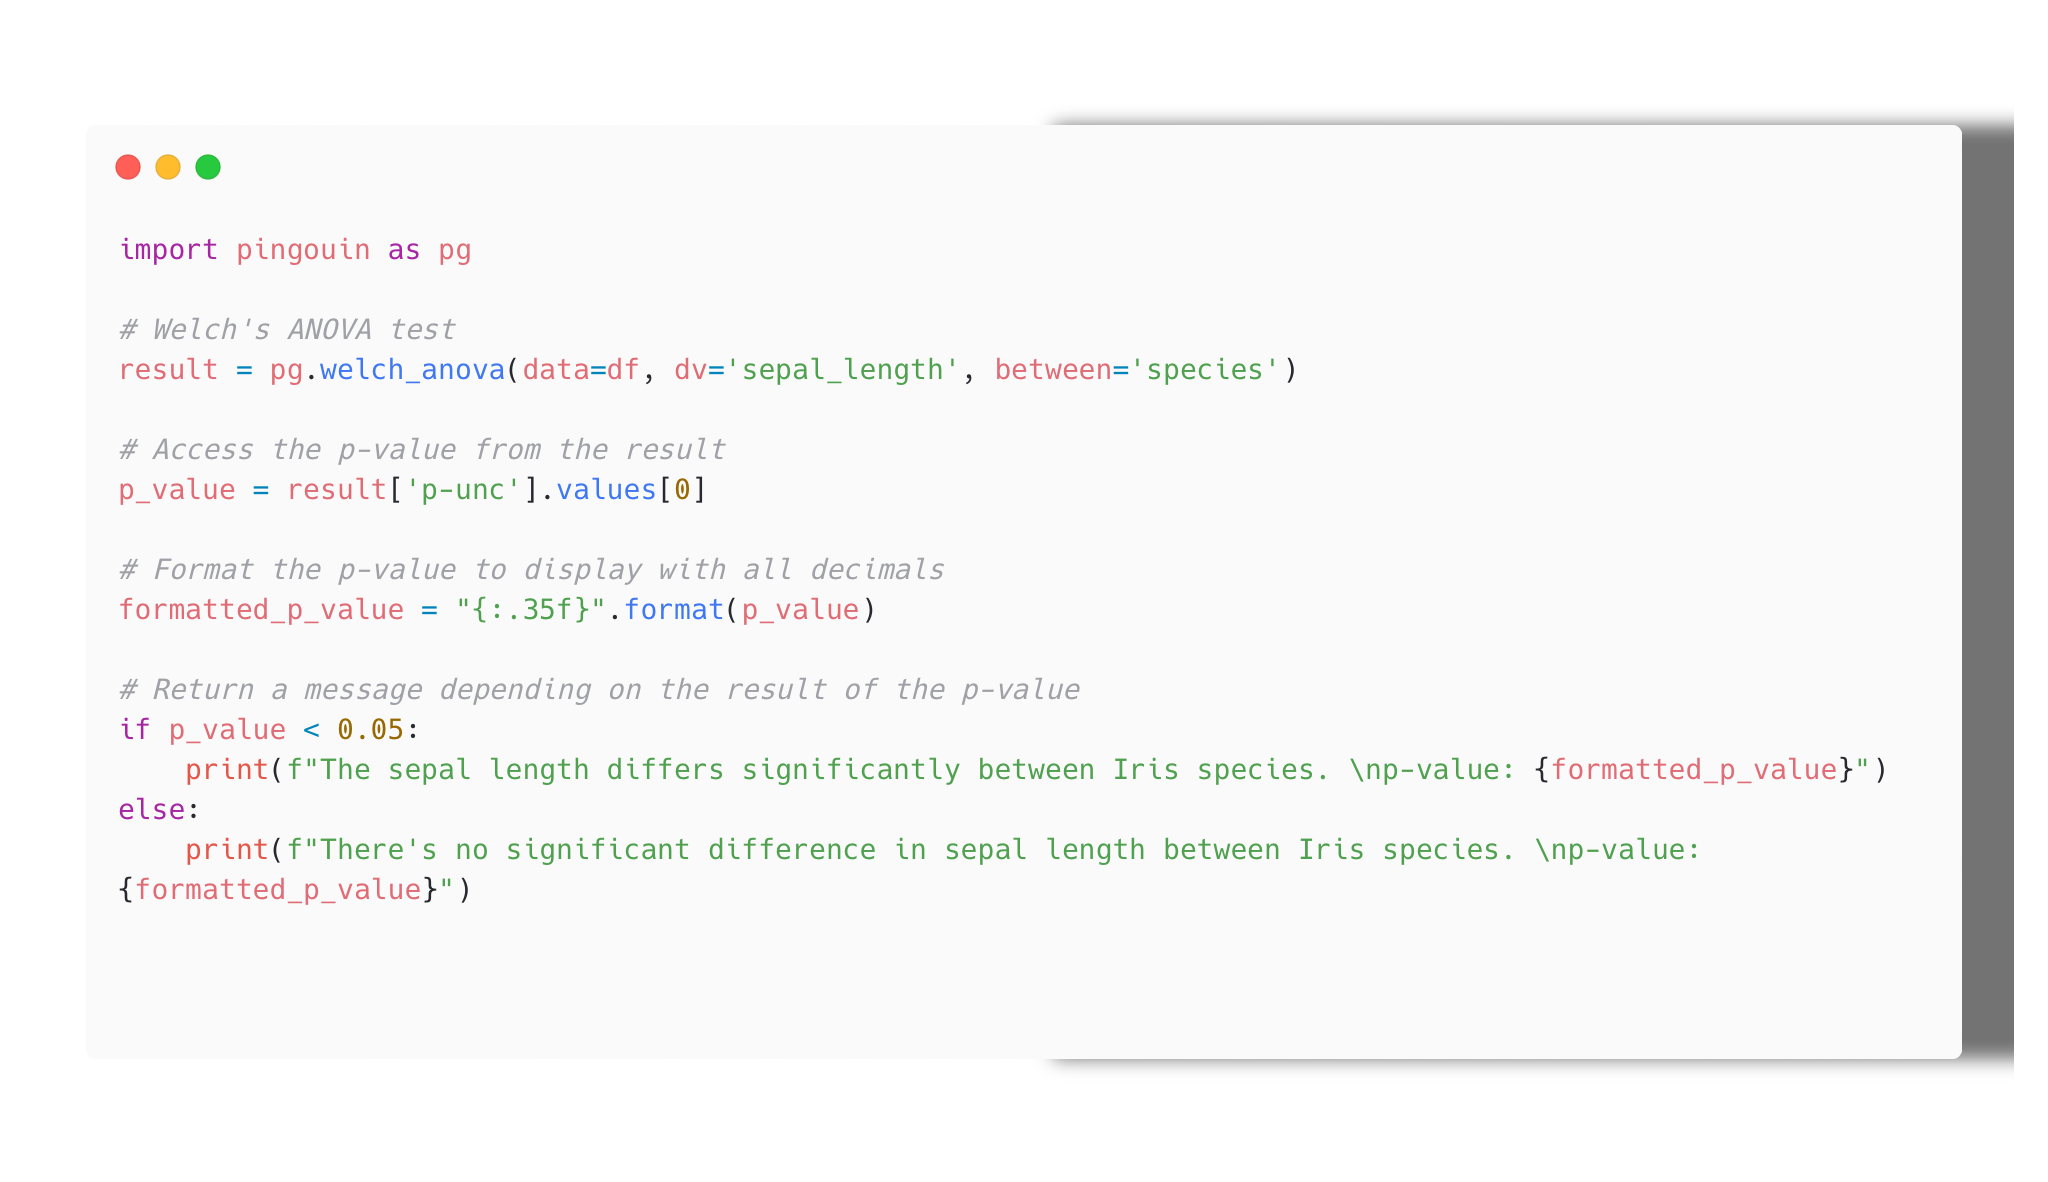 import pingouin as pg
# Welch's ANOVA test
result = pg.welch_anova(data=df, dv='sepal_length', between='species')
# Access the p-value from the result
p_value = result['p-unc'].values[0]
# Format the p-value to display with all decimals
formatted_p_value = "{:.35f}".format(p_value)
# Return a message depending on the result of the p-value
if p_value < 0.05:
    print(f"The sepal length differs significantly between Iris species. \np-value: {formatted_p_value}")
else:
    print(f"There's no significant difference in sepal length between Iris species. \np-value:
{formatted_p_value}")